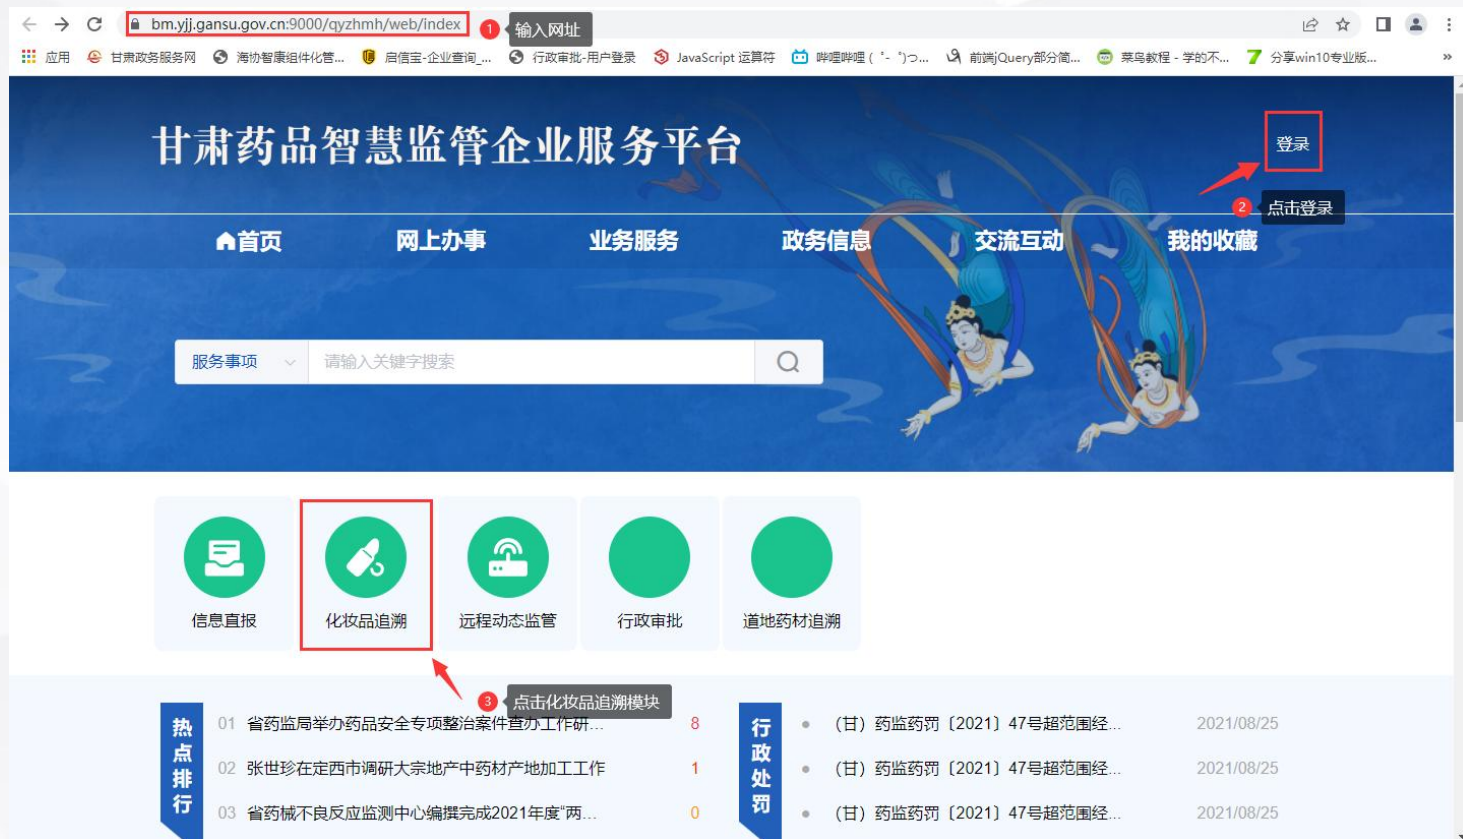 bm.yjj.gansu.gov.cn:9000/qyzhmh/web/index
1 输入网址
应用 甘肃政务服务网 海协智康组件化管... 启信宝-企业查询_... 行政审批-用户登录 JavaScript 运算符 哔哩哔哩 ( ゜- ゜)つ... 前端jQuery部分简... 菜鸟教程 - 学的不... 分享win10专业版... »
甘肃药品智慧监管企业服务平台
登录
2 点击登录
首页 网上办事 业务服务 政务信息 交流互动 我的收藏
服务事项 请输入关键字搜索
信息直报 化妆品追溯 远程动态监管 行政审批 道地药材追溯
3 点击化妆品追溯模块
热点排行
01 省药监局举办药品安全专项整治案件查办工作研... 8
02 张世珍在定西市调研大宗地产中药材产地加工工作 1
03 省药械不良反应监测中心编撰完成2021年度“两... 0
行政处罚
(甘) 药监药罚〔2021〕47号超范围经... 2021/08/25
(甘) 药监药罚〔2021〕47号超范围经... 2021/08/25
(甘) 药监药罚〔2021〕47号超范围经... 2021/08/25